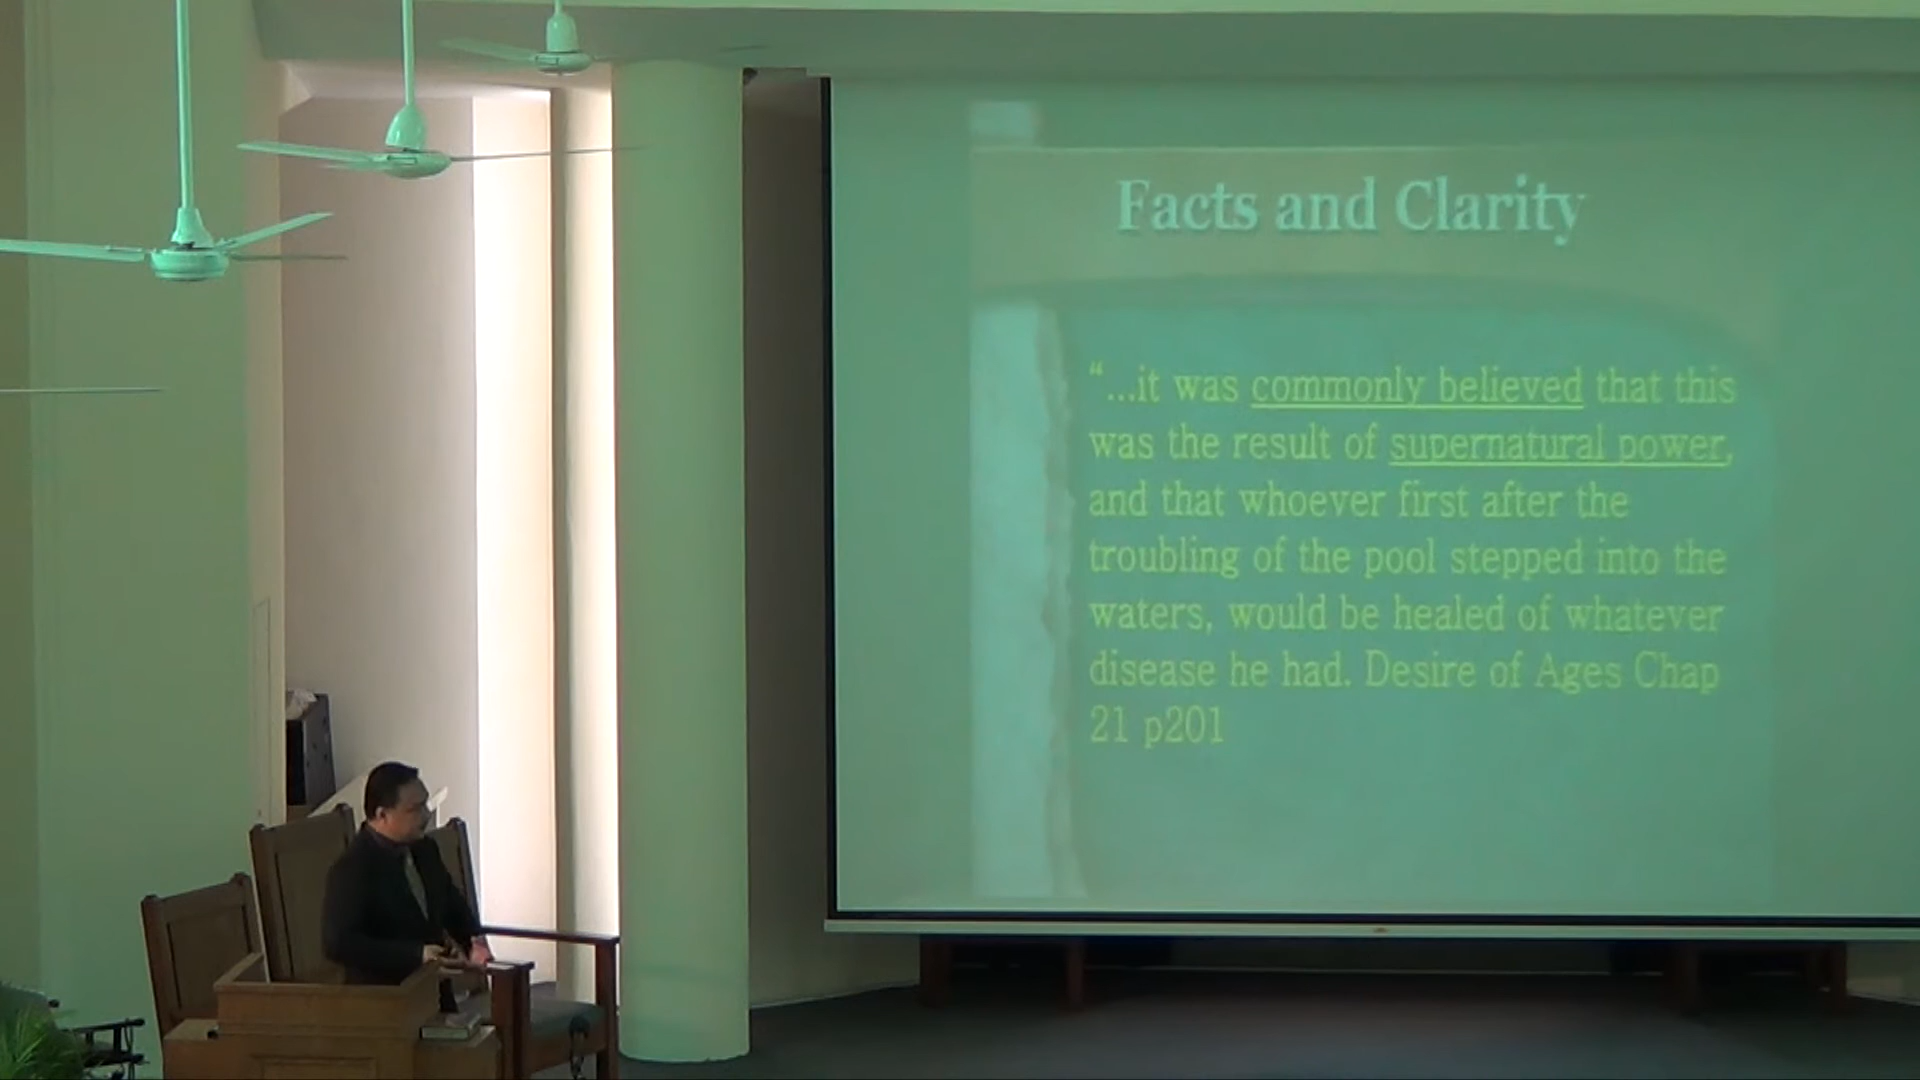 Facts and Clarity
“...it was commonly believed that this
was the result of supernatural power,
and that whoever first after the
troubling of the pool stepped into the
waters, would be healed of whatever
disease he had. Desire of Ages Chap
21 p201